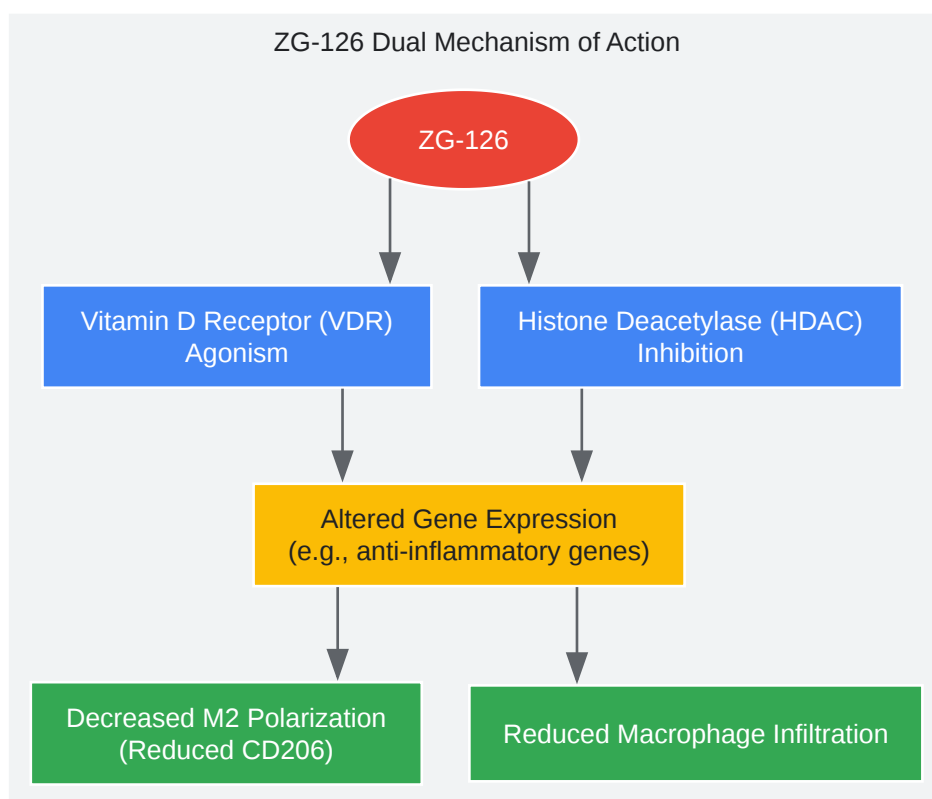 ZG-126 Dual Mechanism of Action
ZG-126
Vitamin D Receptor (VDR)
Agonism
Histone Deacetylase (HDAC)
Inhibition
Altered Gene Expression
(e.g., anti-inflammatory genes)
Decreased M2 Polarization
(Reduced CD206)
Reduced Macrophage Infiltration